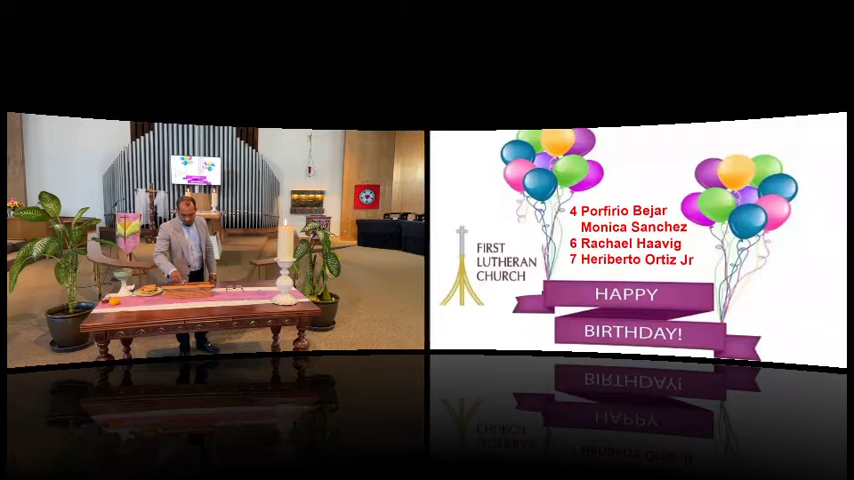 4 Porfirio Bejar
Monica Sanchez
6 Rachael Haavig
7 Heriberto Ortiz Jr
FIRST
LUTHERAN
CHURCH
HAPPY
BIRTHDAY!